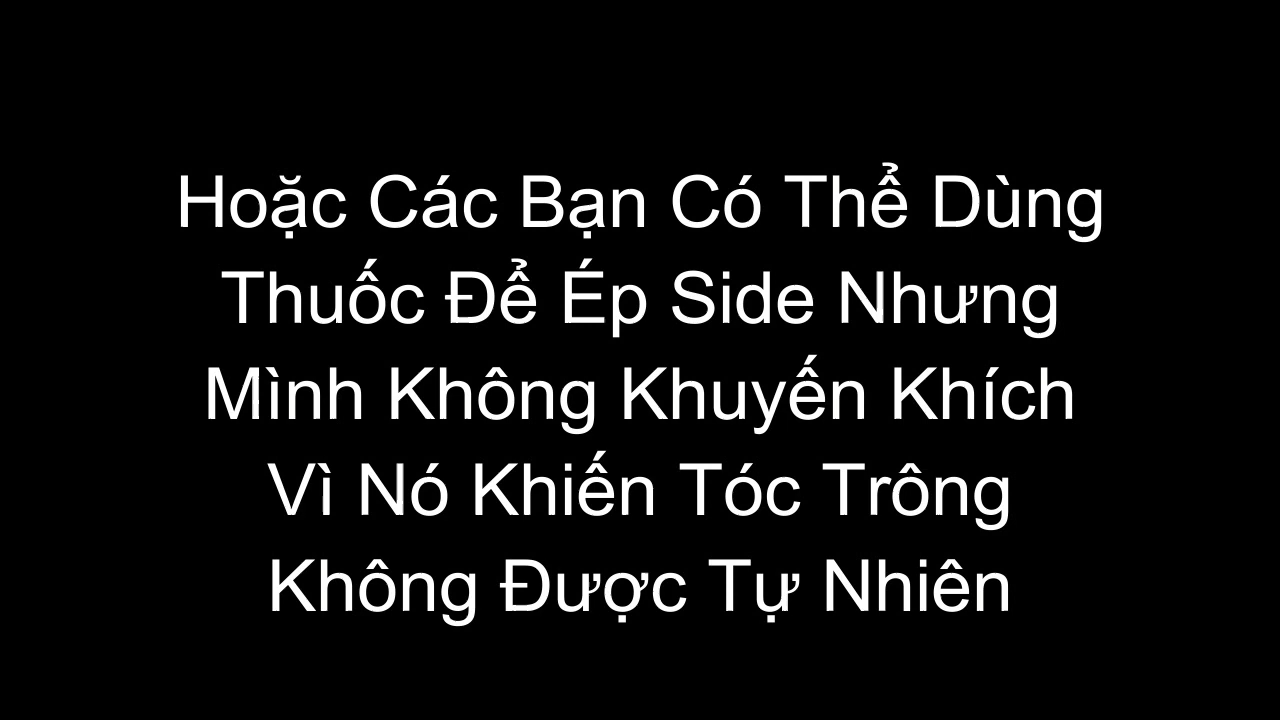 Hoặc Các Bạn Có Thể Dùng
Thuốc Để Ép Side Nhưng
Mình Không Khuyến Khích
Vì Nó Khiến Tóc Trông
Không Được Tự Nhiên